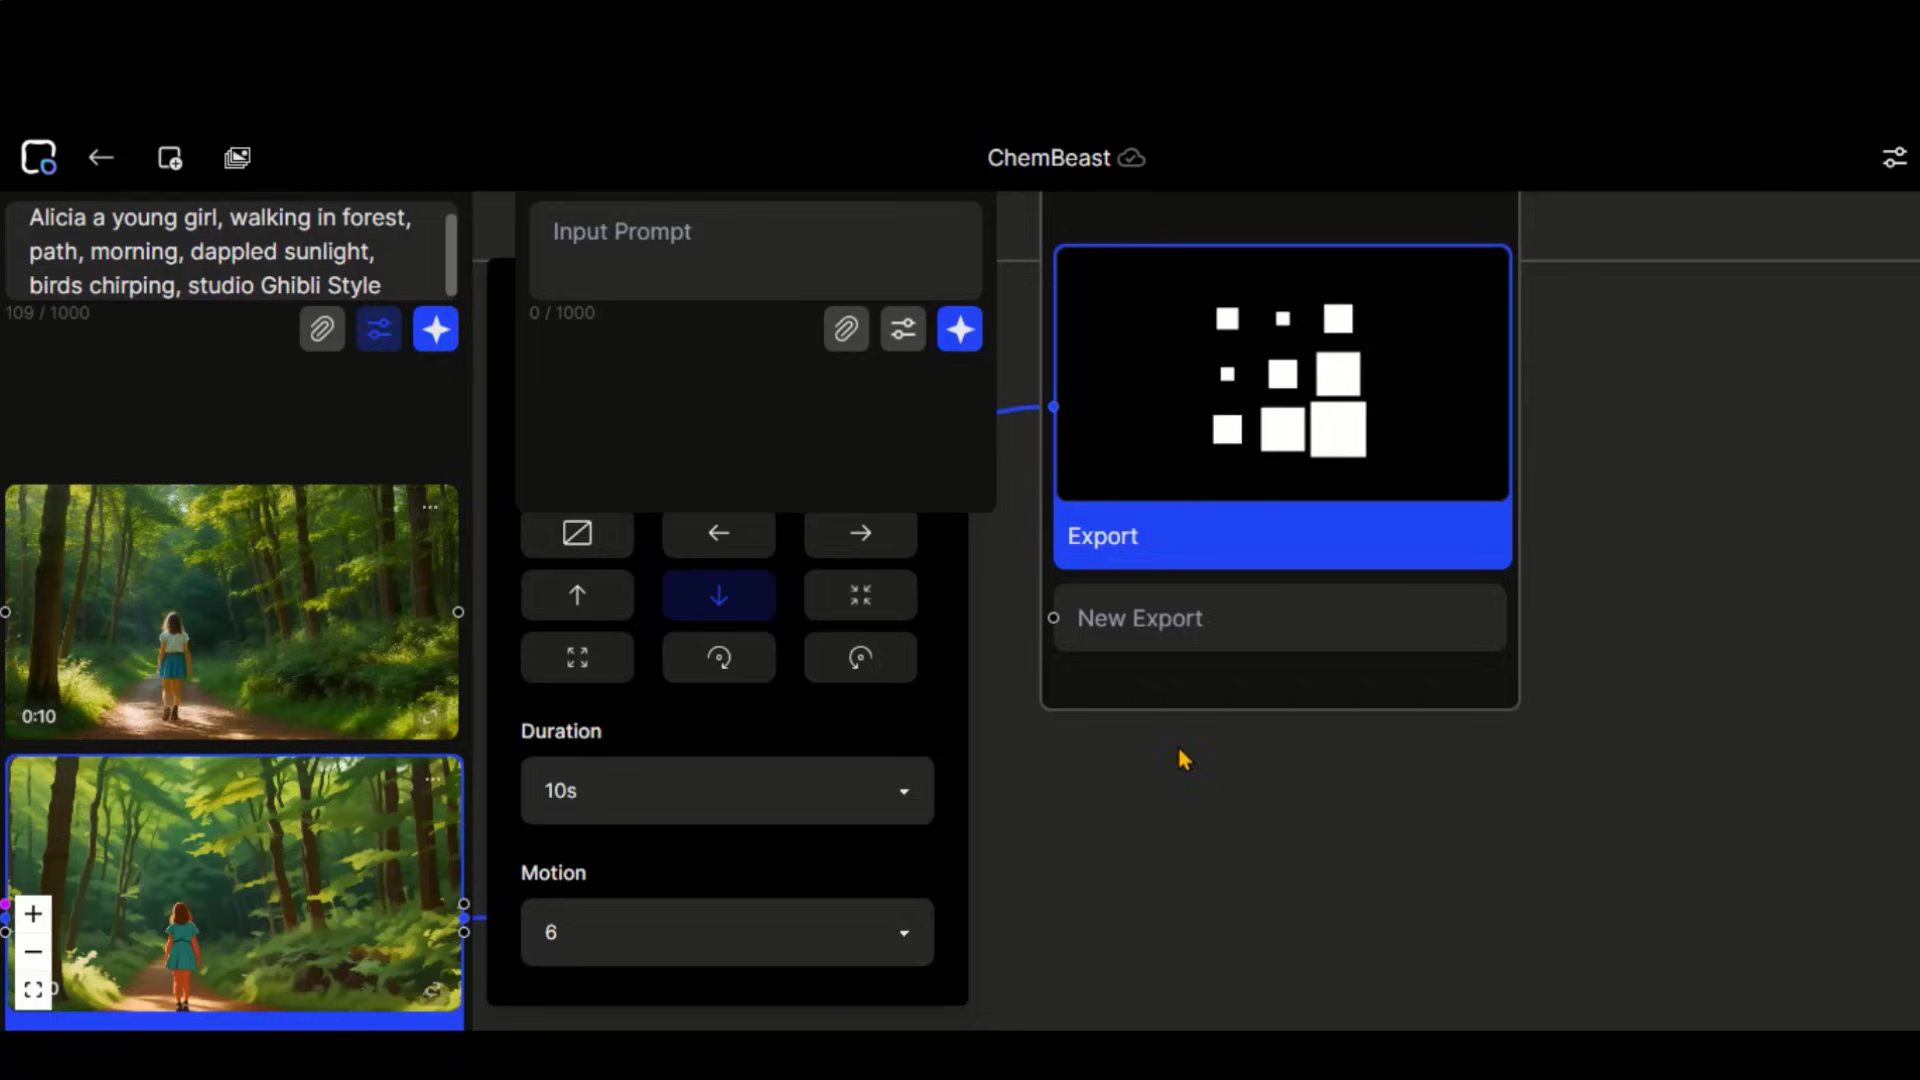 ChemBeast
Alicia a young girl, walking in forest,
path, morning, dappled sunlight,
birds chirping, studio Ghibli Style
109 / 1000
Input Prompt
0 / 1000
Export
New Export
0:10
Duration
10s
Motion
6